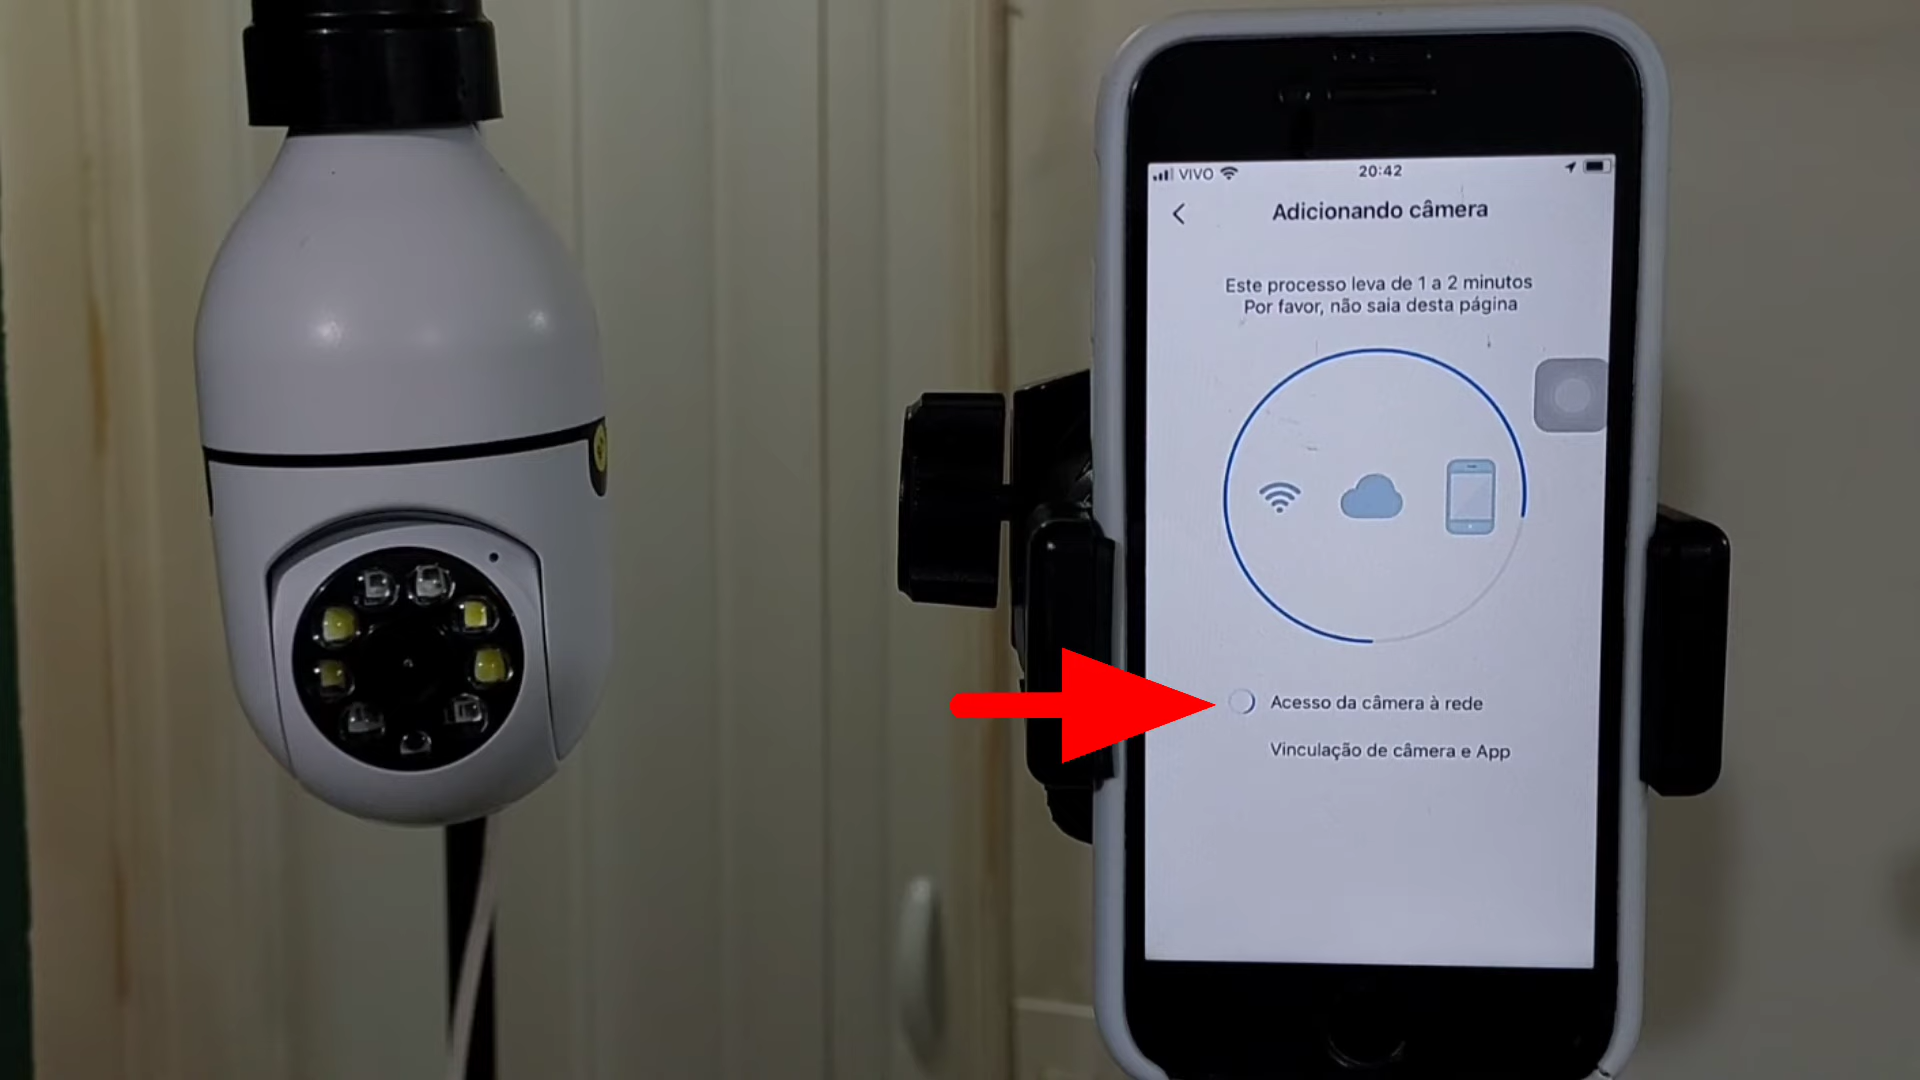 VIVO 20:42
Adicionando câmera
Este processo leva de 1 a 2 minutos
Por favor, não saia desta página
Acesso da câmera à rede
Vinculação de câmera e App